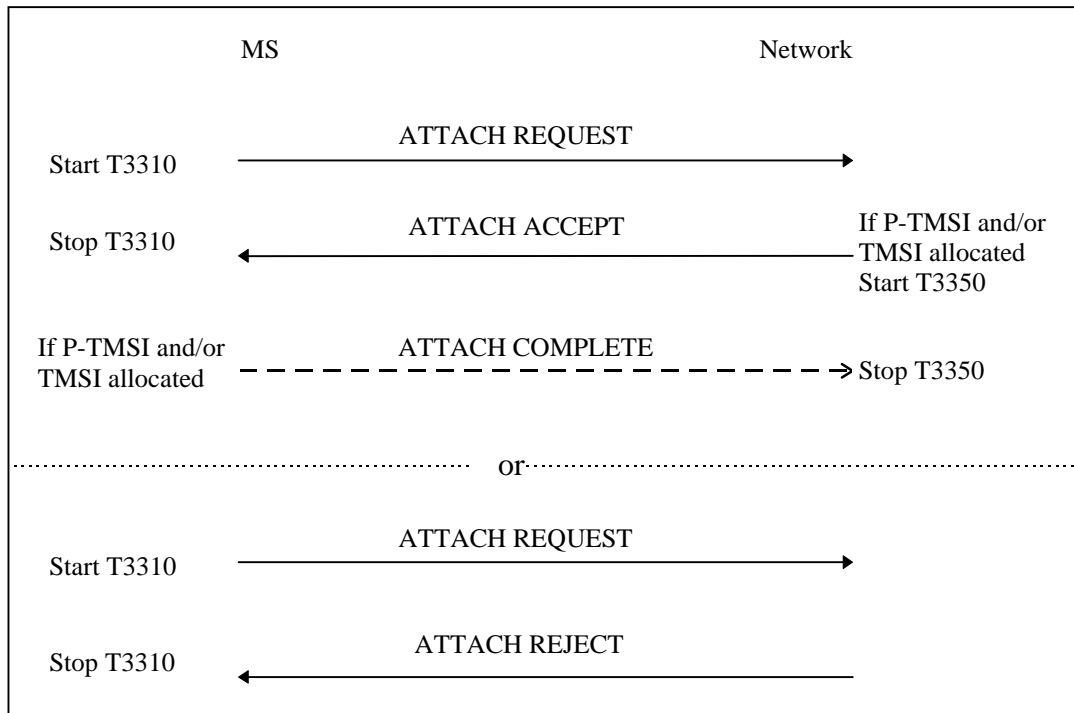 MS
Network
ATTACH REQUEST
Start T3310
ATTACH ACCEPT
Stop T3310
If P-TMSI and/or
TMSI allocated
Start T3350
If P-TMSI and/or
TMSI allocated
ATTACH COMPLETE
Stop T3350
or
ATTACH REQUEST
Start T3310
ATTACH REJECT
Stop T3310